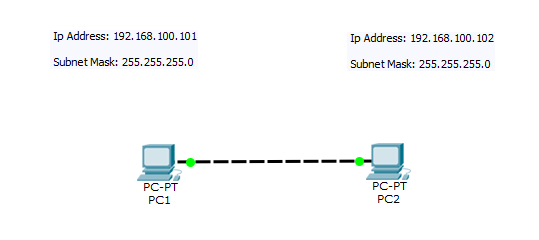 Ip Address: 192.168.100.101
Subnet Mask: 255.255.255.0
Ip Address: 192.168.100.102
Subnet Mask: 255.255.255.0
PC-PT
PC1
PC-PT
PC2